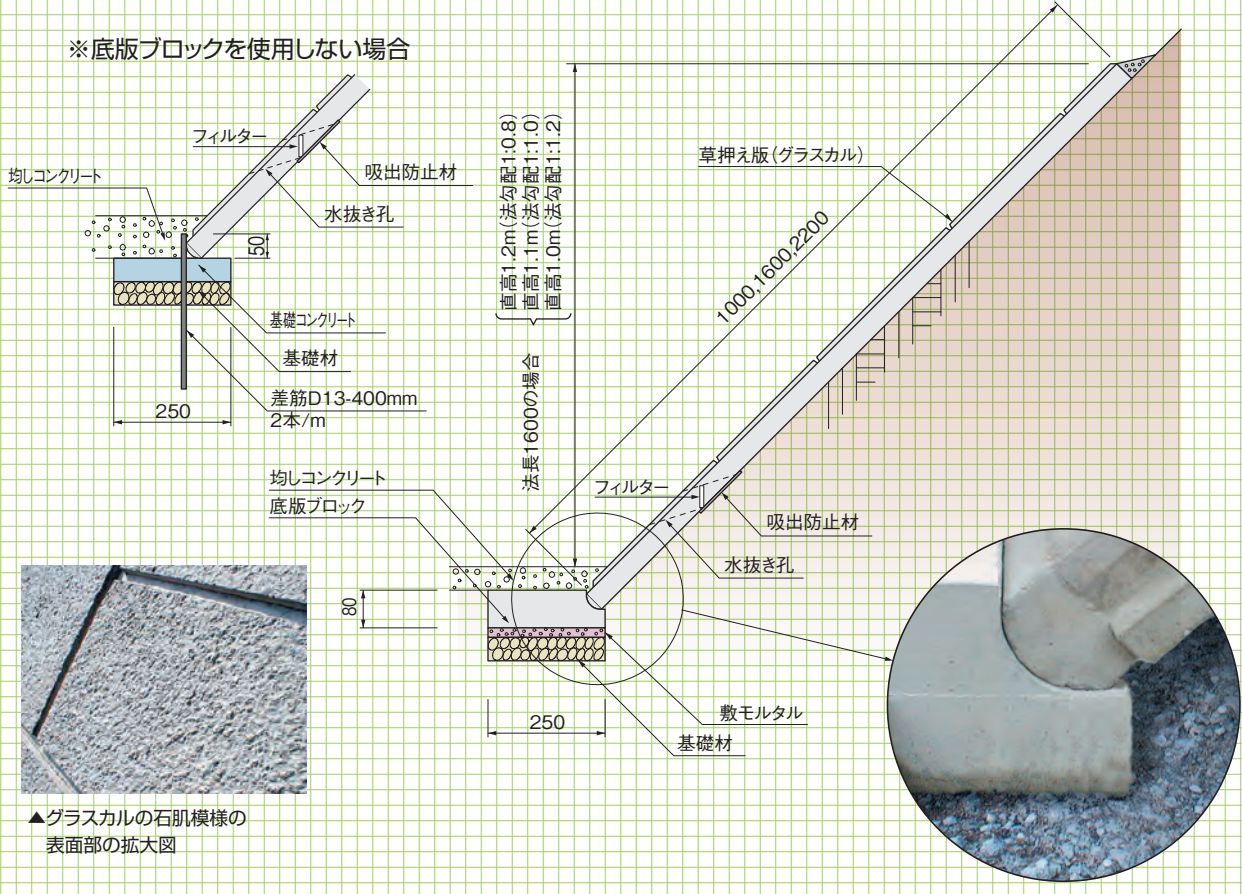 ※底版ブロックを使用しない場合
フィルター
均しコンクリート
吸出防止材
水抜き孔
50
基礎コンクリート
基礎材
差筋D13-400mm
2本/m
250
直高1.2m(法勾配1:0.8)
直高1.1m(法勾配1:1.0)
直高1.0m(法勾配1:1.2)
法長1600の場合
1000,1600,2200
草押え版(グラスカル)
均しコンクリート
底版ブロック
フィルター
吸出防止材
水抜き孔
80
250
敷モルタル
基礎材
▲グラスカルの石肌模様の
表面部の拡大図